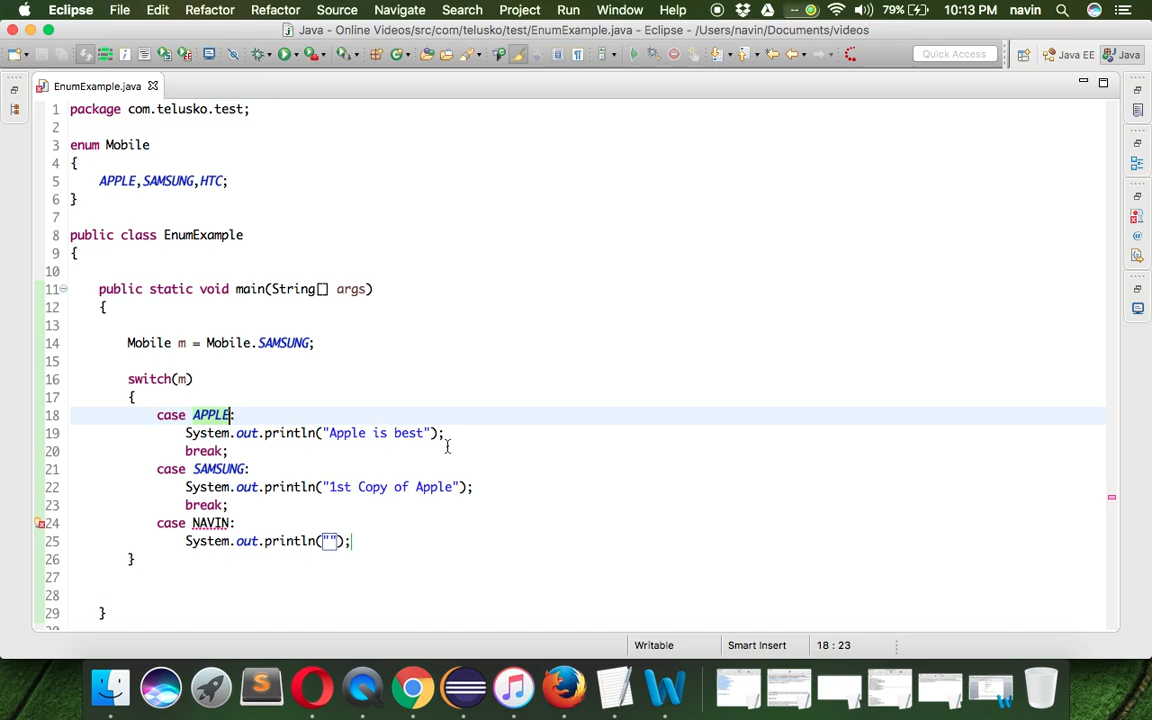 Eclipse File Edit Refactor Refactor Source Navigate Search Project Run Window Help 79% 10:13 PM navin
Java - Online Videos/src/com/telusko/test/EnumExample.java - Eclipse - /Users/navin/Documents/videos
Quick Access Java EE Java
EnumExample.java
1 package com.telusko.test;
2
3 enum Mobile
4 {
5 APPLE,SAMSUNG,HTC;
6 }
7
8 public class EnumExample
9 {
10
11 public static void main(String[] args)
12 {
13
14 Mobile m = Mobile.SAMSUNG;
15
16 switch(m)
17 {
18 case APPLE:
19 System.out.println("Apple is best");
20 break;
21 case SAMSUNG:
22 System.out.println("1st Copy of Apple");
23 break;
24 case NAVIN:
25 System.out.println("");
26 }
27
28
29 }
Writable Smart Insert 18 : 23